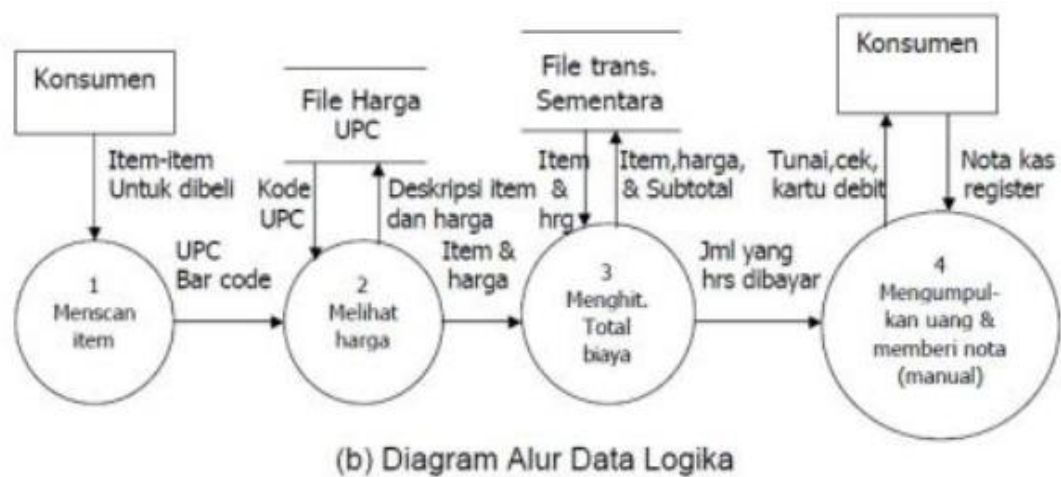 Konsumen
Item-item
Untuk dibeli
1
Menscan
item
UPC
Bar code
File Harga
UPC
Kode
UPC
Deskripsi item
dan harga
2
Melihat
harga
Item &
harga
File trans.
Sementara
Item
&
hrg
Item,harga,
& Subtotal
3
Menghit.
Total
biaya
Jml yang
hrs dibayar
Konsumen
Tunai,cek,
kartu debit
Nota kas
register
4
Mengumpul-
kan uang &
memberi nota
(manual)
(b) Diagram Alur Data Logika